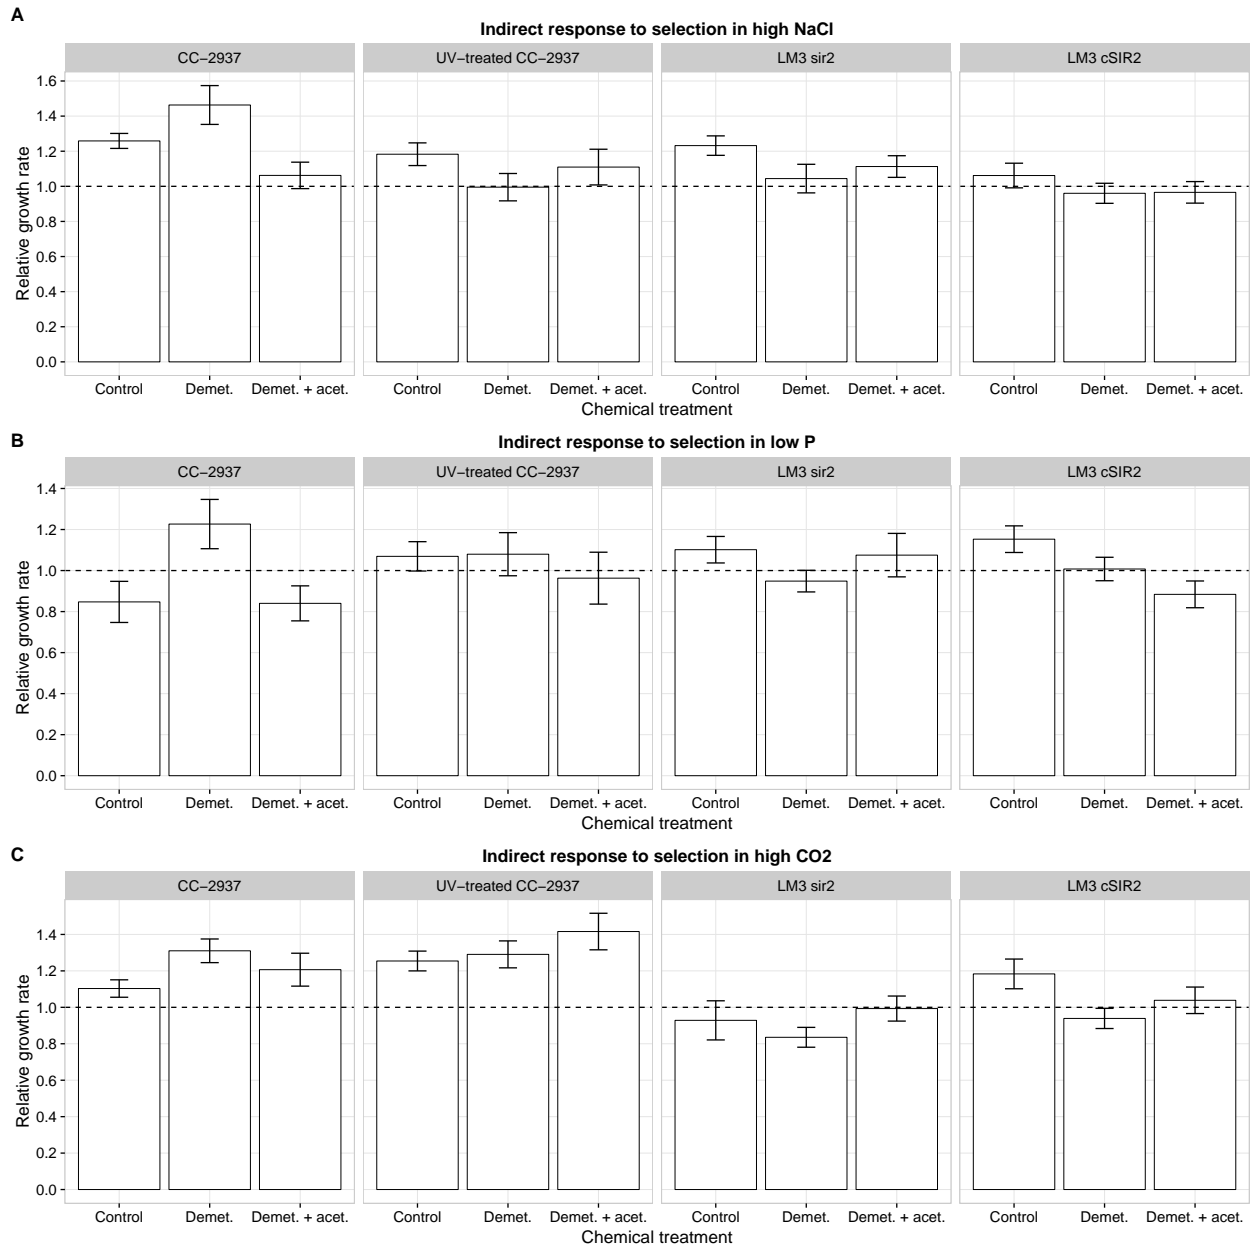 A
Indirect response to selection in high NaCl
CC−2937 UV−treated CC−2937 LM3 sir2 LM3 cSIR2
Relative growth rate
1.6
1.4
1.2
1.0
0.8
0.6
0.4
0.2
0.0
Control Demet. Demet. + acet. Control Demet. Demet. + acet. Control Demet. Demet. + acet. Control Demet. Demet. + acet.
Chemical treatment
B
Indirect response to selection in low P
CC−2937 UV−treated CC−2937 LM3 sir2 LM3 cSIR2
Relative growth rate
1.4
1.2
1.0
0.8
0.6
0.4
0.2
0.0
Control Demet. Demet. + acet. Control Demet. Demet. + acet. Control Demet. Demet. + acet. Control Demet. Demet. + acet.
Chemical treatment
C
Indirect response to selection in high CO2
CC−2937 UV−treated CC−2937 LM3 sir2 LM3 cSIR2
Relative growth rate
1.4
1.2
1.0
0.8
0.6
0.4
0.2
0.0
Control Demet. Demet. + acet. Control Demet. Demet. + acet. Control Demet. Demet. + acet. Control Demet. Demet. + acet.
Chemical treatment